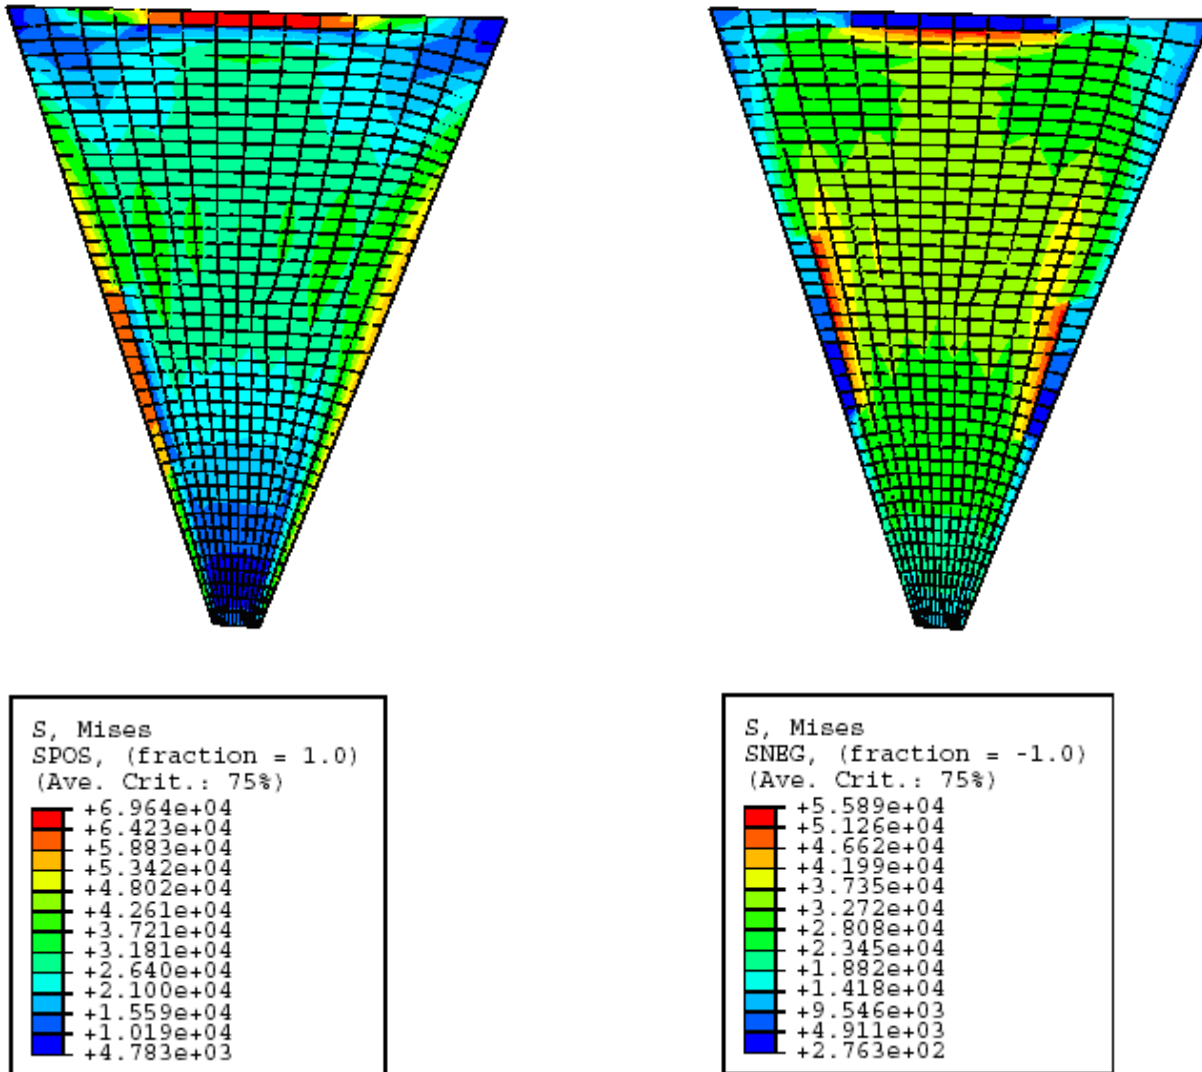 S, Mises
SPOS, (fraction = 1.0)
(Ave. Crit.: 75%)
+6.964e+04
+6.423e+04
+5.883e+04
+5.342e+04
+4.802e+04
+4.261e+04
+3.721e+04
+3.181e+04
+2.640e+04
+2.100e+04
+1.559e+04
+1.019e+04
+4.783e+03
S, Mises
SNEG, (fraction = -1.0)
(Ave. Crit.: 75%)
+5.589e+04
+5.126e+04
+4.662e+04
+4.199e+04
+3.735e+04
+3.272e+04
+2.808e+04
+2.345e+04
+1.882e+04
+1.418e+04
+9.546e+03
+4.911e+03
+2.763e+02